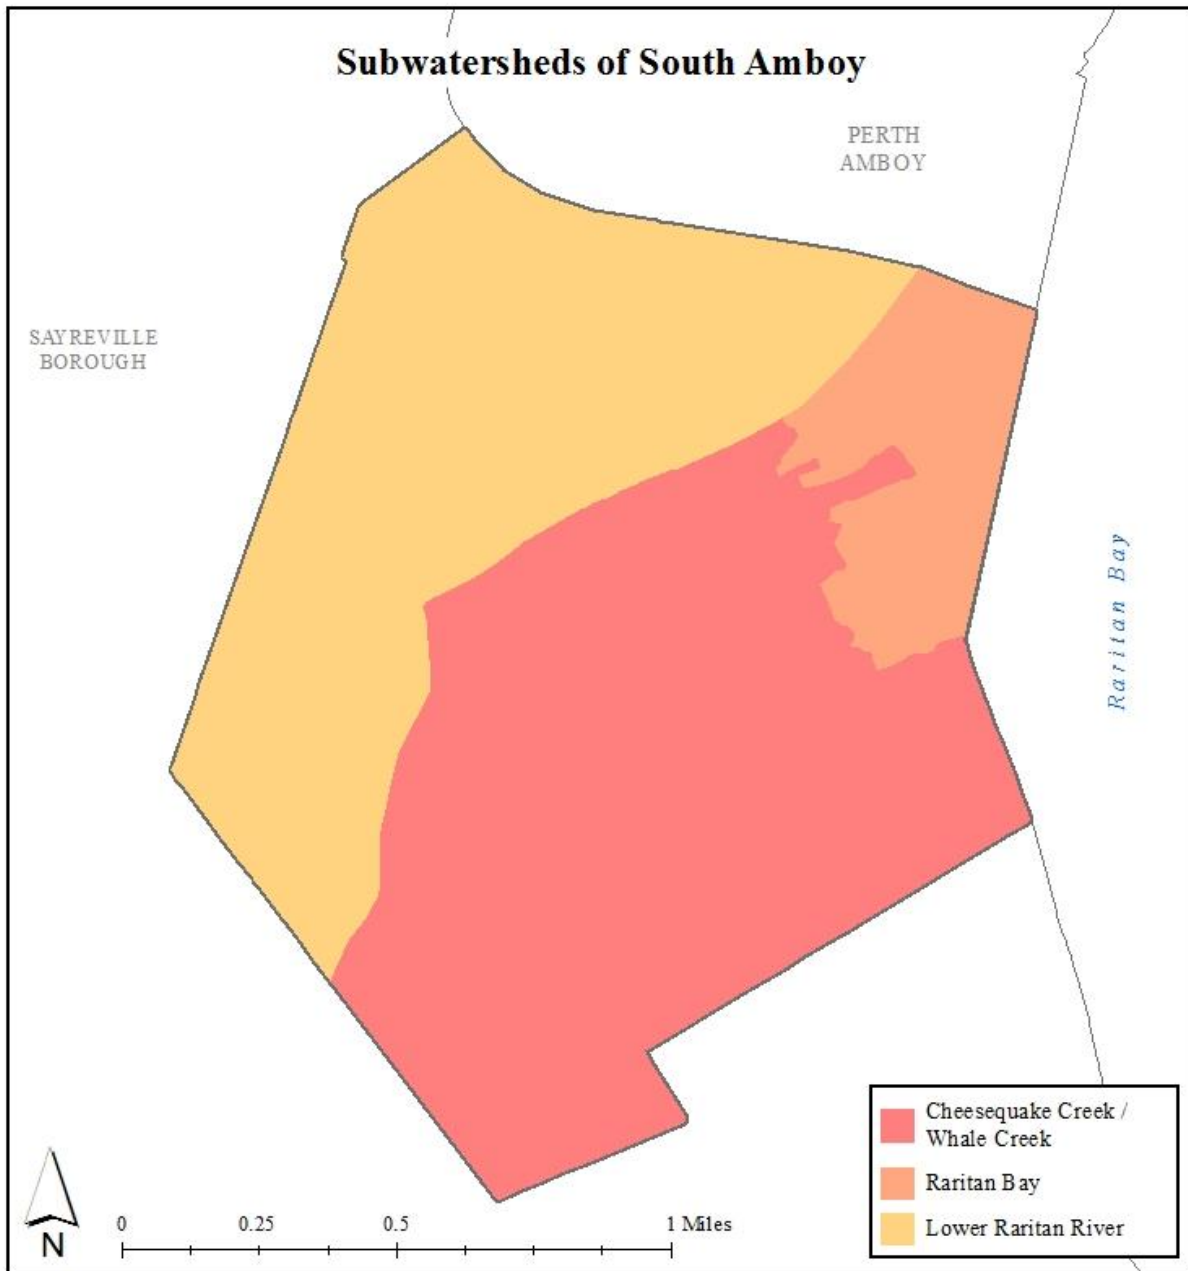 Subwatersheds of South Amboy
PERTH
AMBOY
SAYREVILLE
BOROUGH
Raritan Bay
Cheesequake Creek /
Whale Creek
Raritan Bay
Lower Raritan River
N
0 0.25 0.5 1 Miles